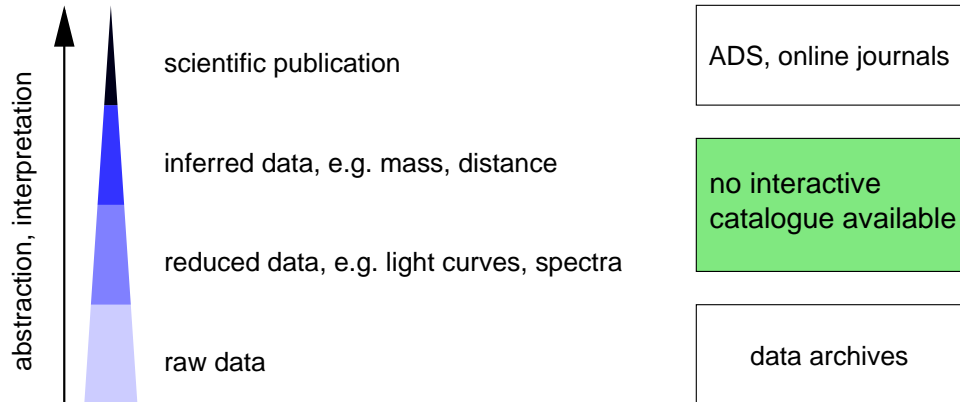 abstraction, interpretation
scientific publication
ADS, online journals
inferred data, e.g. mass, distance
no interactive
catalogue available
reduced data, e.g. light curves, spectra
raw data
data archives